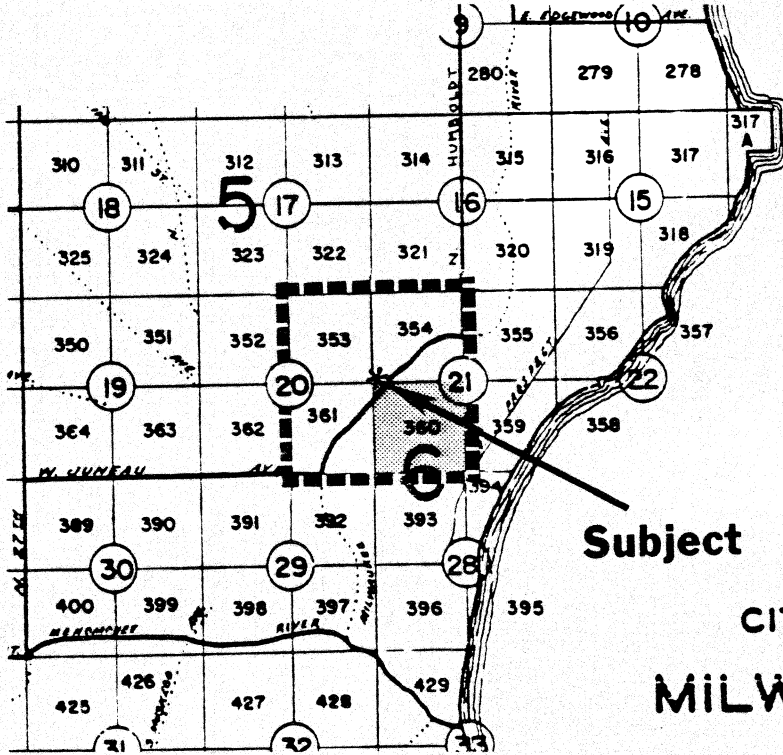 9 E. EDGEWOOD 10 AVE.
280 279 278
HUMBOLDT
RIVER
317
A
310 311 312 313 314 315 316 317
ST
18 5 17 16 15
N.
318
325 324 323 322 321 320 319
350 351 352 353 354 355 356 357
AVE.
PROSPECT
19 20 21 22
364 363 362 361 360 359 358
W. JUNEAU AV.
6
394
389 390 391 392 393
Subject
N. 27TH
30 29 28
MILWAUKEE
400 399 398 397 396 395
CIT
MENOMONEE RIVER
425 426 427 428 429
MILW
31 32 33